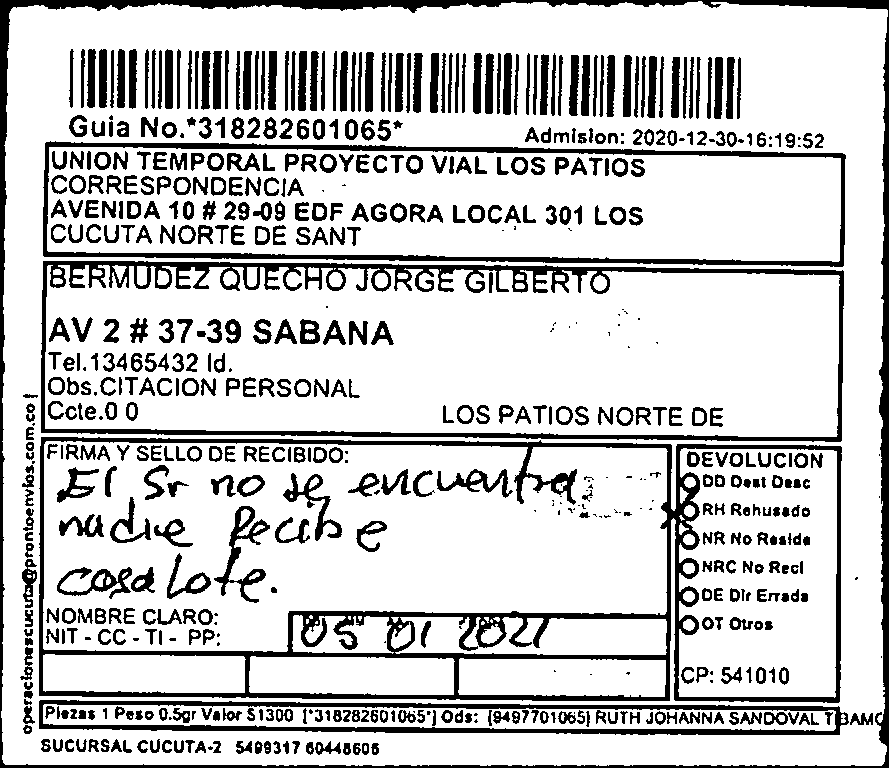 Guia No.*318282601065*
Admision: 2020-12-30-16:19:52
UNION TEMPORAL PROYECTO VIAL LOS PATIOS
CORRESPONDENCIA
AVENIDA 10 # 29-09 EDF AGORA LOCAL 301 LOS
CUCUTA NORTE DE SANT
BERMUDEZ QUECHO JORGE GILBERTO
AV 2 # 37-39 SABANA
Tel.13465432 Id.
Obs.CITACION PERSONAL
Ccte.0 0
LOS PATIOS NORTE DE
operacionescucuta@prontoenvios.com.co |
FIRMA Y SELLO DE RECIBIDO:
El Sr no se encuentra
nadie Recibe
casa lote.
NOMBRE CLARO:
NIT - CC - TI - PP:
05 01 2021
DEVOLUCION
DD Dest Desc
RH Rehusado
NR No Reside
NRC No Recl
DE Dir Errada
OT Otros
CP: 541010
Piezas 1 Peso 0.5gr Valor $1300 [*318282601065*] Ods: [9497701065] RUTH JOHANNA SANDOVAL TIBAMO
SUCURSAL CUCUTA-2 5499317 60448606